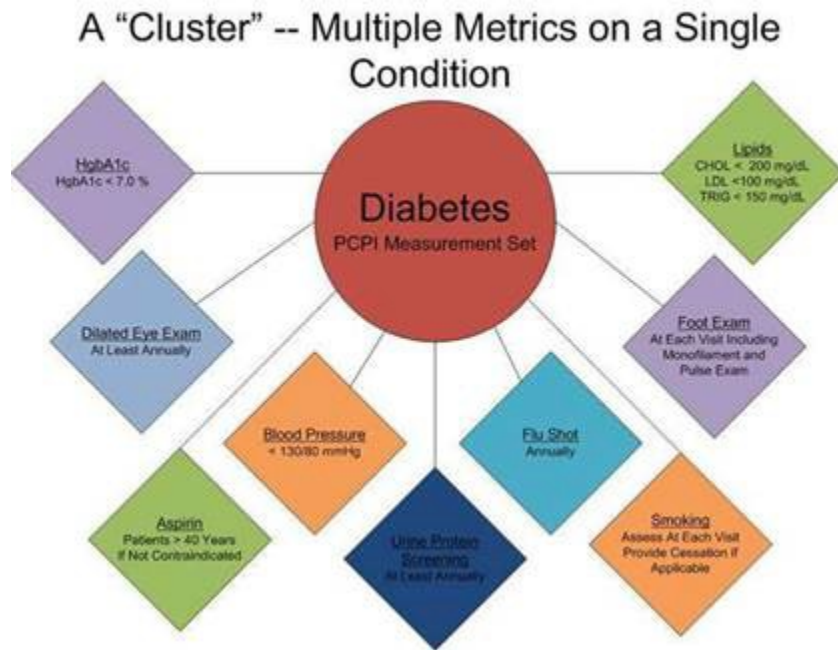 A “Cluster” -- Multiple Metrics on a Single
Condition
HgbA1c
HgbA1c < 7.0 %
Lipids
CHOL < 200 mg/dL
LDL <100 mg/dL
TRIG < 150 mg/dL
Diabetes
PCPI Measurement Set
Dilated Eye Exam
At Least Annually
Foot Exam
At Each Visit Including
Monofilament and
Pulse Exam
Blood Pressure
< 130/80 mmHg
Flu Shot
Annually
Aspirin
Patients > 40 Years
If Not Contraindicated
Urine Protein
Screening
At Least Annually
Smoking
Assess At Each Visit
Provide Cessation If
Applicable